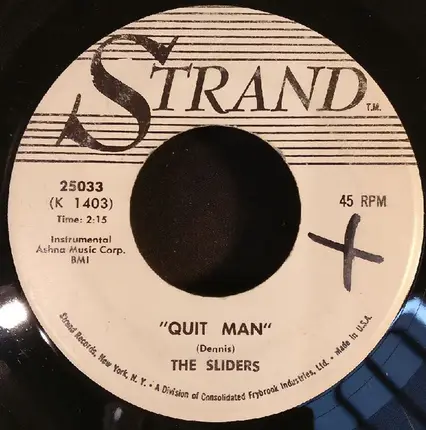 STRAND T.M.
25033
(K 1403)
Time: 2:15
Instrumental
Ashna Music Corp.
BMI
45 RPM
"QUIT MAN"
(Dennis)
THE SLIDERS
Strand Records, New York, N. Y. • A Division of Consolidated Frybrook Industries, Ltd. • Made in U.S.A.